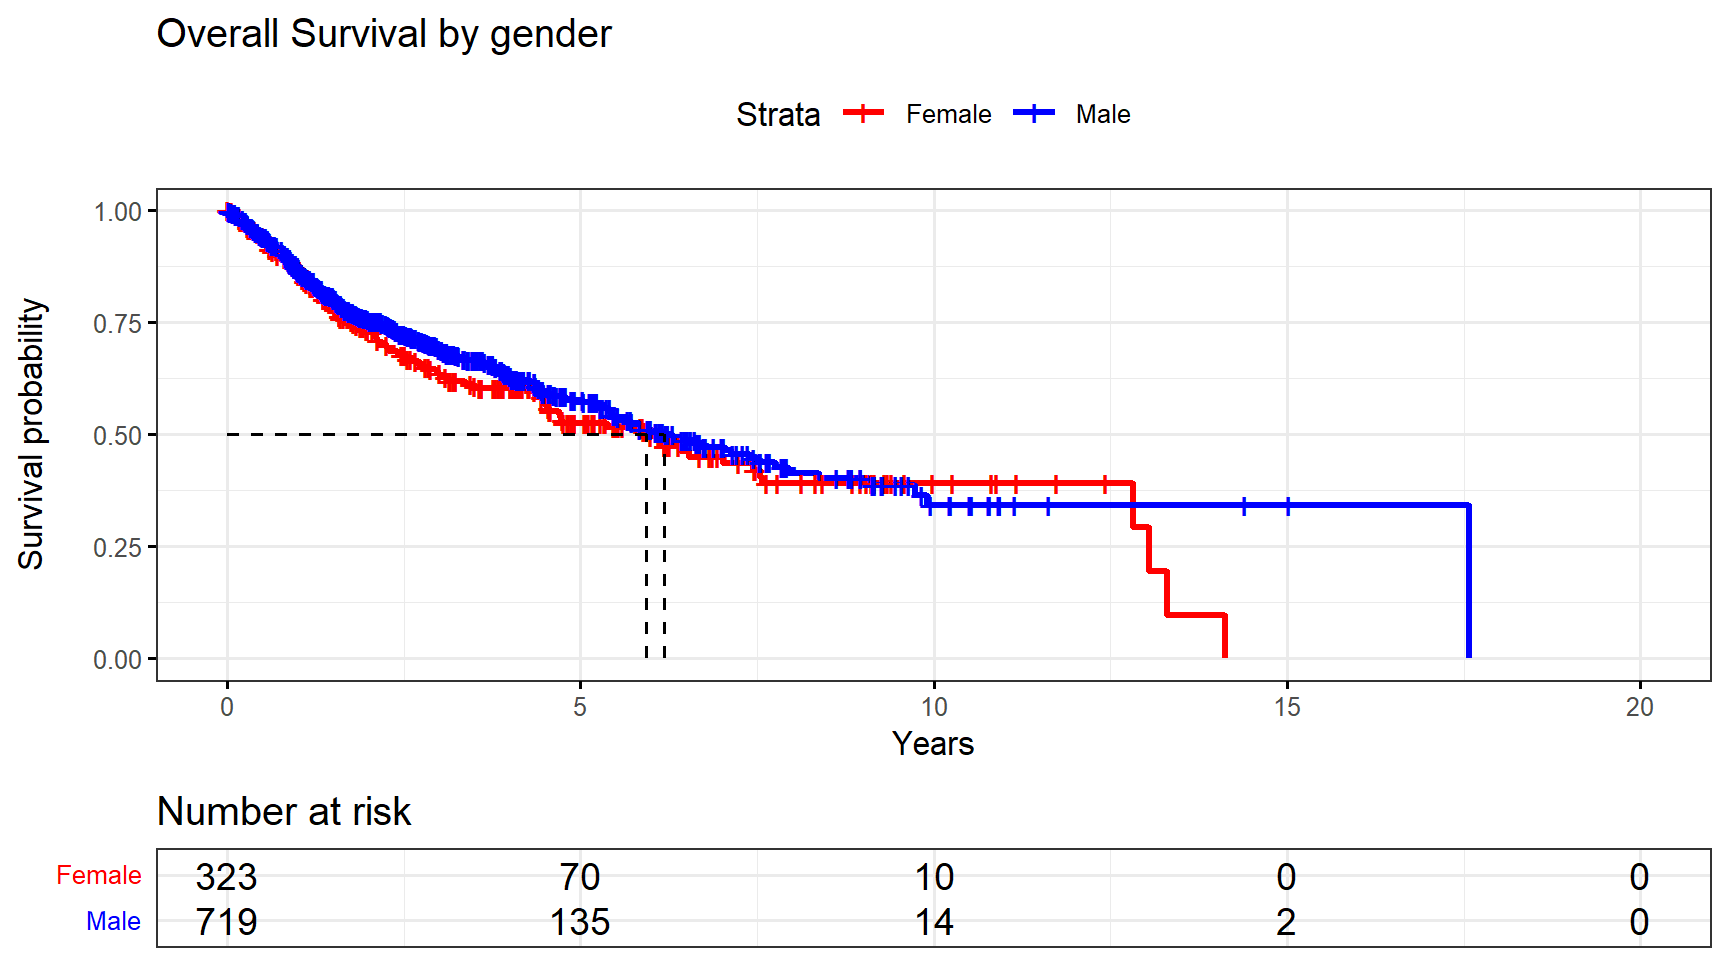 Overall Survival by gender
Strata Female Male
Survival probability
1.00
0.75
0.50
0.25
0.00
0 5 10 15 20
Years
Number at risk
Female 323 70 10 0 0
Male 719 135 14 2 0